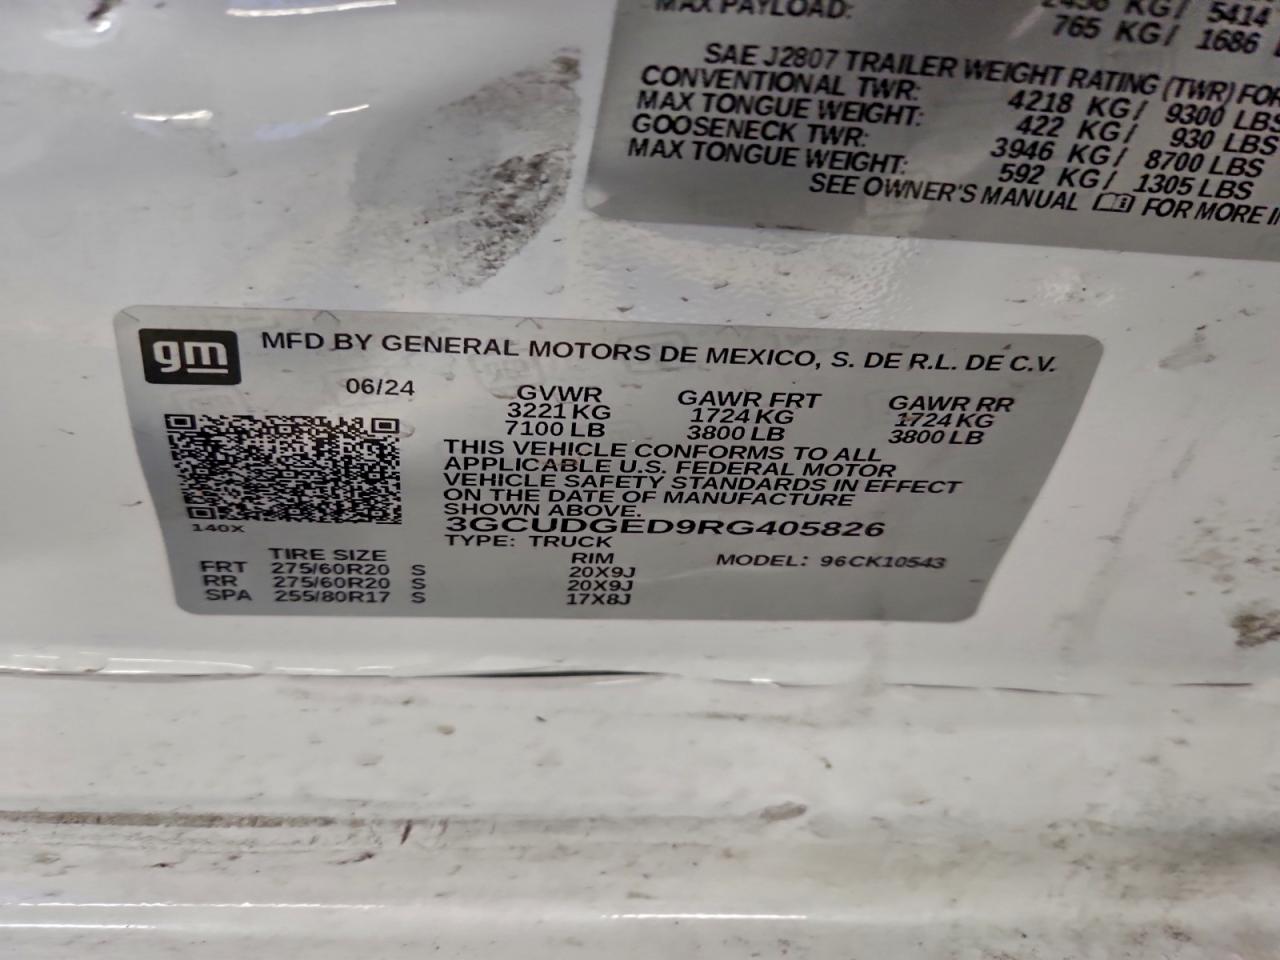 MAX PAYLOAD: KG/ 5414
765 KG/ 1686
SAE J2807 TRAILER WEIGHT RATING (TWR) FOR
CONVENTIONAL TWR: 4218 KG/ 9300 LBS
MAX TONGUE WEIGHT: 422 KG/ 930 LBS
GOOSENECK TWR: 3946 KG/ 8700 LBS
MAX TONGUE WEIGHT: 592 KG/ 1305 LBS
SEE OWNER'S MANUAL FOR MORE
gm MFD BY GENERAL MOTORS DE MEXICO, S. DE R.L. DE C.V.
06/24 GVWR GAWR FRT GAWR RR
3221 KG 1724 KG 1724 KG
7100 LB 3800 LB 3800 LB
THIS VEHICLE CONFORMS TO ALL
APPLICABLE U.S. FEDERAL MOTOR
VEHICLE SAFETY STANDARDS IN EFFECT
ON THE DATE OF MANUFACTURE
SHOWN ABOVE.
140X 3GCUDGED9RG405826
TYPE: TRUCK
TIRE SIZE RIM MODEL: 96CK10543
FRT 275/60R20 S 20X9J
RR 275/60R20 S 20X9J
SPA 255/80R17 S 17X8J